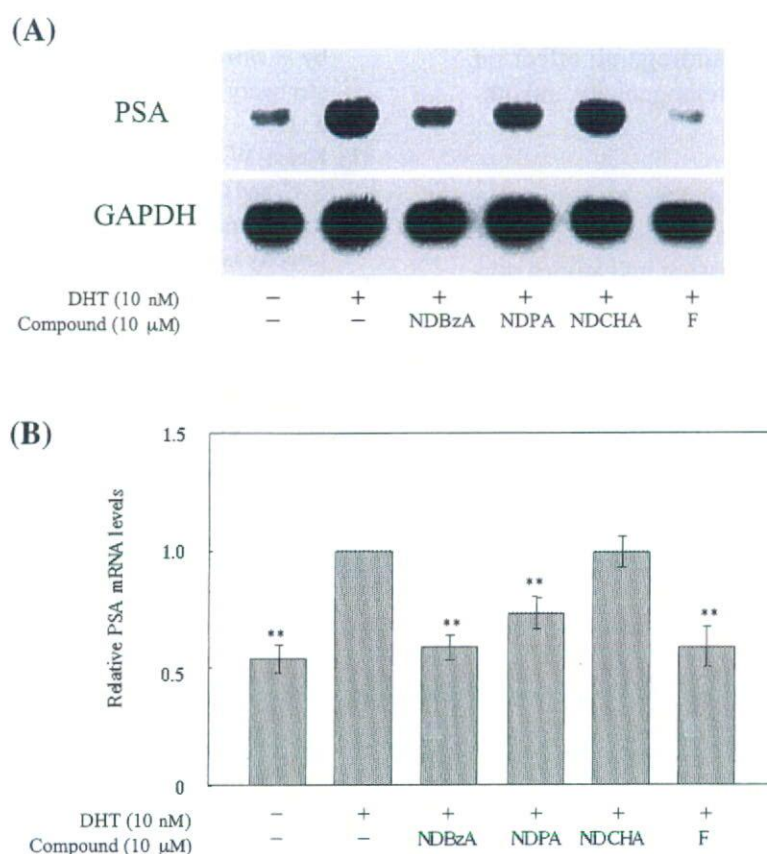 (A)
PSA
GAPDH
DHT (10 nM) – + + + + +
Compound (10 μM) – – NDBzA NDPA NDCHA F
(B)
1.5
1.0
0.5
0
Relative PSA mRNA levels
** ** ** **
DHT (10 nM) – + + + + +
Compound (10 μM) – – NDBzA NDPA NDCHA F